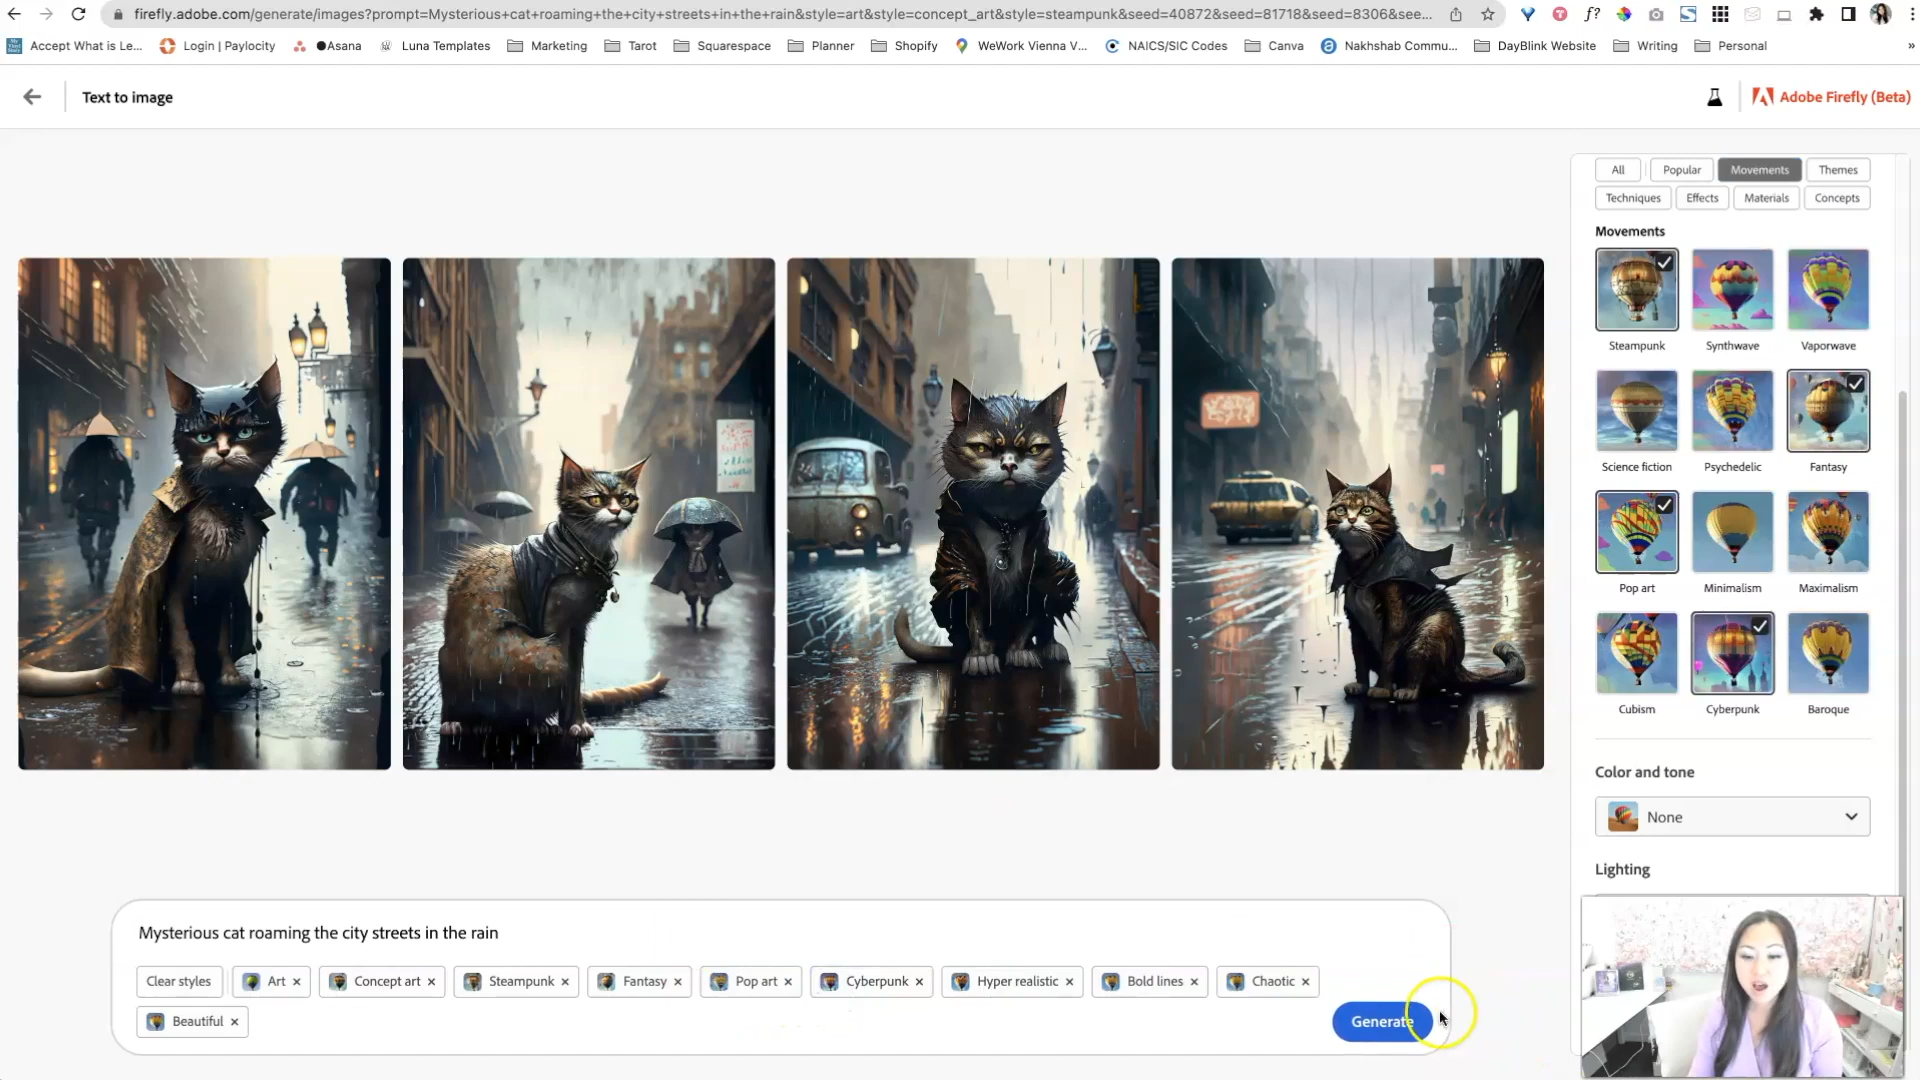 firefly.adobe.com/generate/images?prompt=Mysterious+cat+roaming+the+city+streets+in+the+rain&style=art&style=concept_art&style=steampunk&seed=40872&seed=81718&seed=8306&see...
Accept What is Le...
Login | Paylocity
Asana
Luna Templates
Marketing
Tarot
Squarespace
Planner
Shopify
WeWork Vienna V...
NAICS/SIC Codes
Canva
Nakhshab Commu...
DayBlink Website
Writing
Personal
»
Text to image
Adobe Firefly (Beta)
All
Popular
Movements
Themes
Techniques
Effects
Materials
Concepts
Movements
Steampunk
Synthwave
Vaporwave
Science fiction
Psychedelic
Fantasy
Pop art
Minimalism
Maximalism
Cubism
Cyberpunk
Baroque
Color and tone
None
Lighting
Mysterious cat roaming the city streets in the rain
Clear styles
Art ×
Concept art ×
Steampunk ×
Fantasy ×
Pop art ×
Cyberpunk ×
Hyper realistic ×
Bold lines ×
Chaotic ×
Beautiful ×
Generate